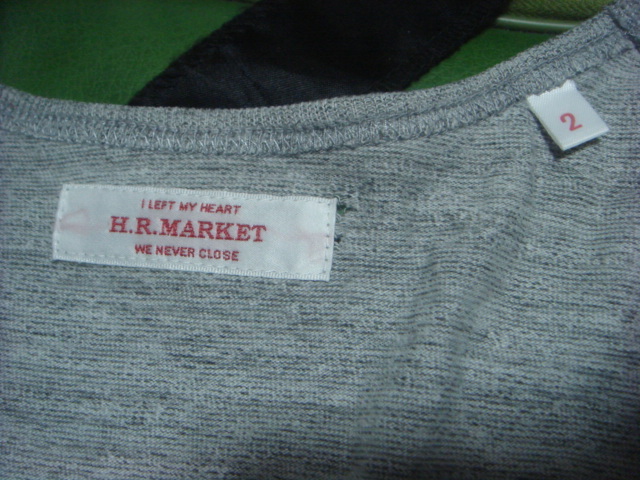 I LEFT MY HEART
H.R.MARKET
WE NEVER CLOSE
2